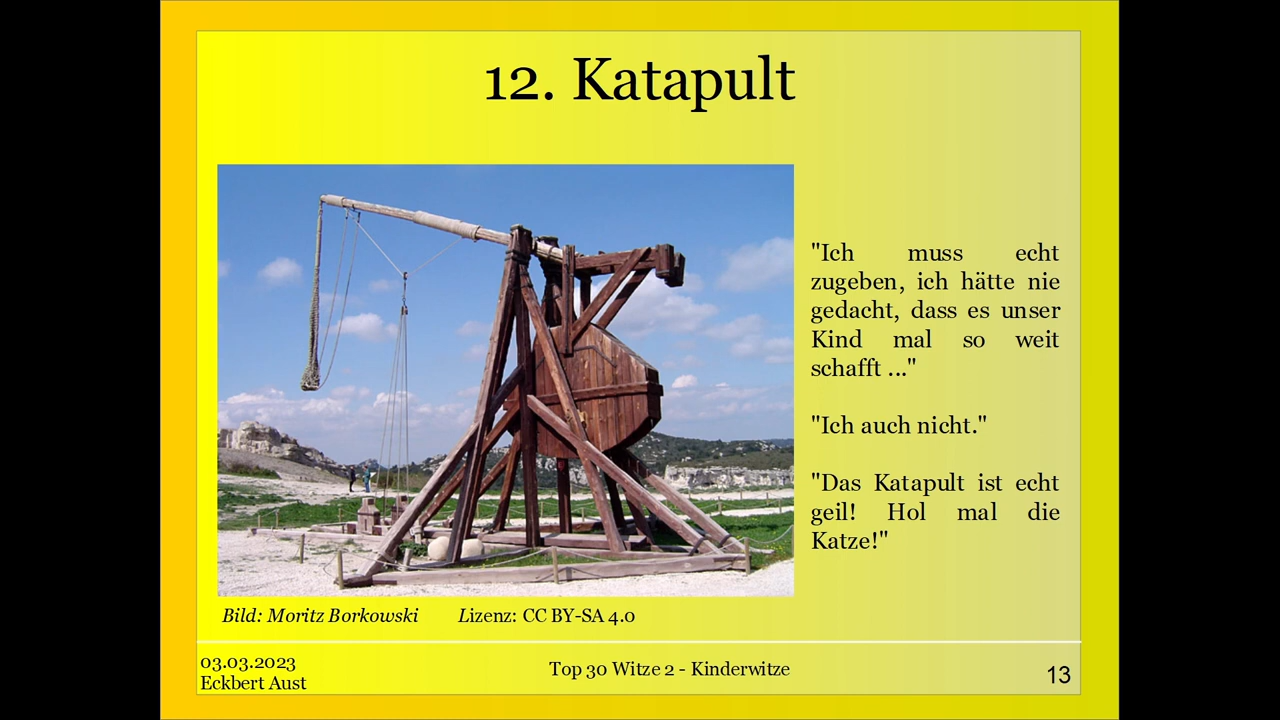 12. Katapult
"Ich muss echt
zugeben, ich hätte nie
gedacht, dass es unser
Kind mal so weit
schafft ..."
"Ich auch nicht."
"Das Katapult ist echt
geil! Hol mal die
Katze!"
Bild: Moritz Borkowski Lizenz: CC BY-SA 4.0
03.03.2023
Eckbert Aust
Top 30 Witze 2 - Kinderwitze
13